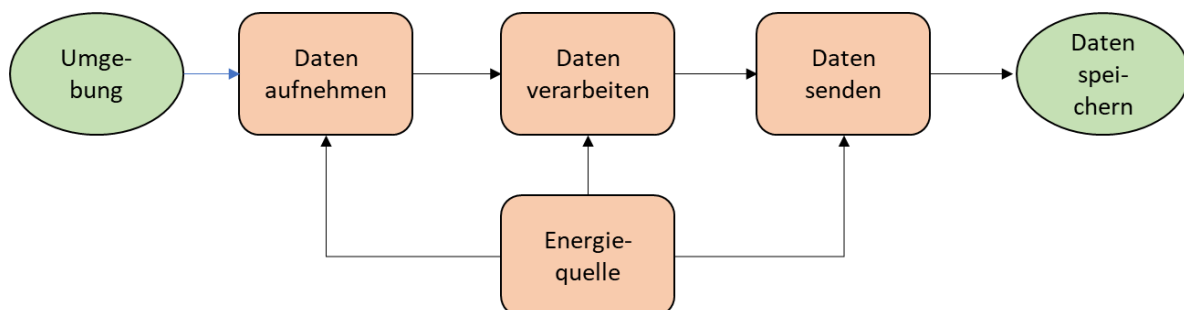 Umge-
bung
Daten
aufnehmen
Daten
verarbeiten
Daten
senden
Daten
spei-
chern
Energie-
quelle